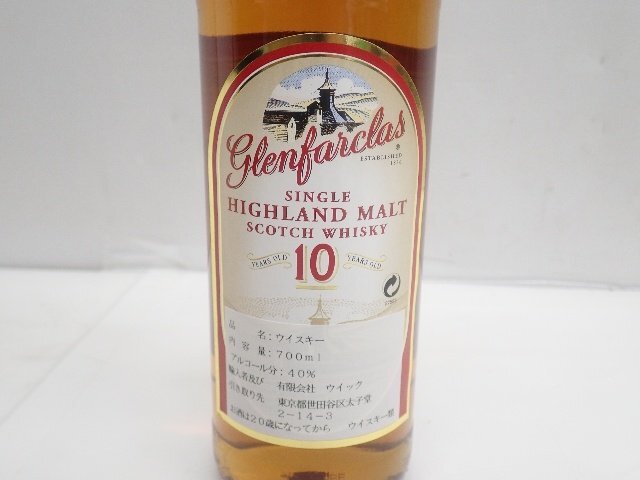 Glenfarclas
®
ESTABLISHED
SINGLE
HIGHLAND MALT
SCOTCH WHISKY
YEARS OLD 10 YEARS OLD
品 名:ウイスキー
内 容 量:700ml
アルコール分:40%
輸入者及び 有限会社 ウイック
引き取り先 東京都世田谷区太子堂
2-14-3
お酒は20歳になってから ウイスキー類